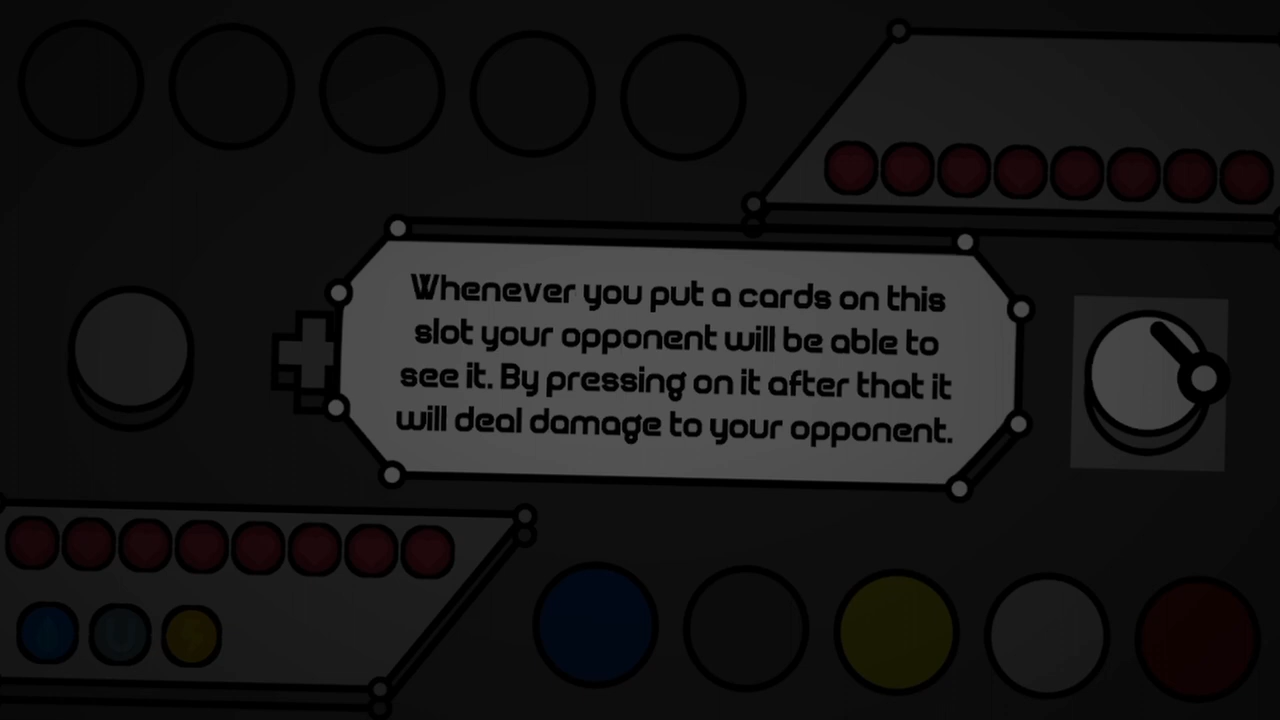 Whenever you put a cards on this
slot your opponent will be able to
see it. By pressing on it after that it
will deal damage to your opponent.